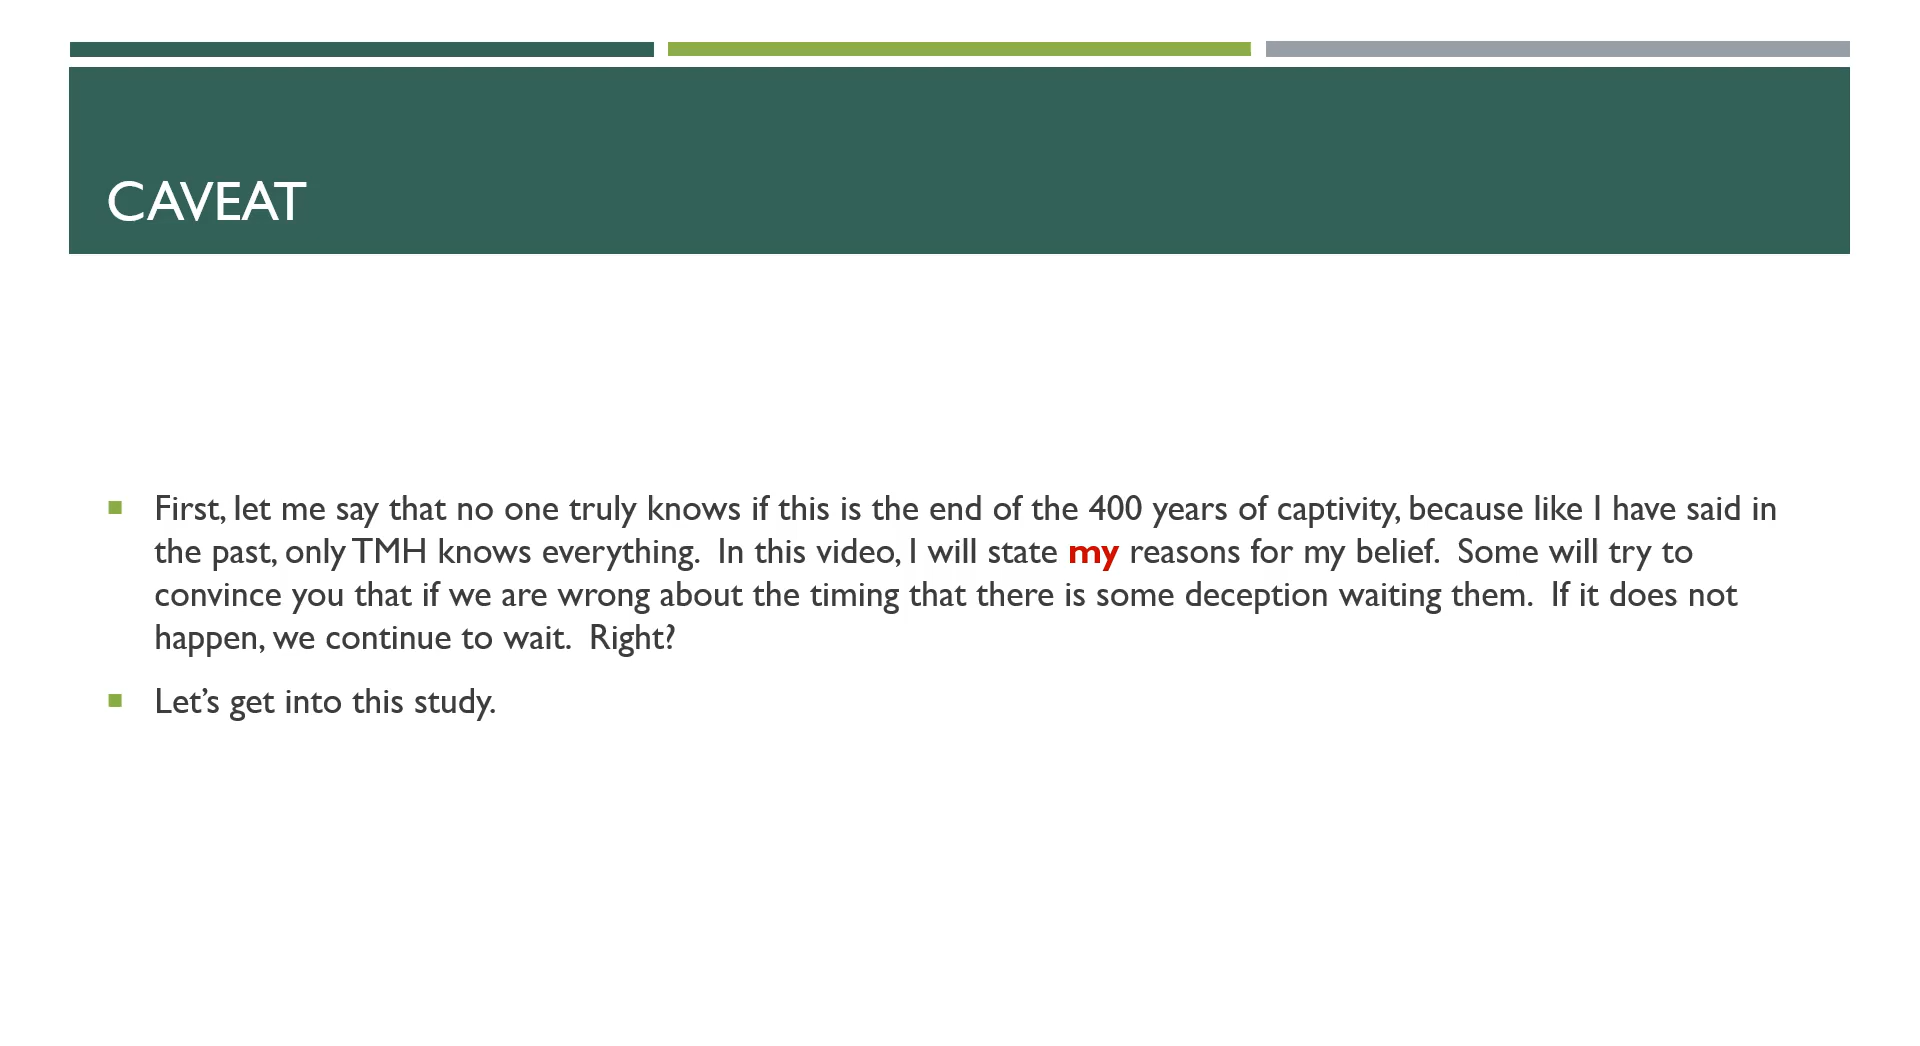 CAVEAT
First, let me say that no one truly knows if this is the end of the 400 years of captivity, because like I have said in
the past, only TMH knows everything.  In this video, I will state my reasons for my belief.  Some will try to
convince you that if we are wrong about the timing that there is some deception waiting them.  If it does not
happen, we continue to wait.  Right?
Let’s get into this study.